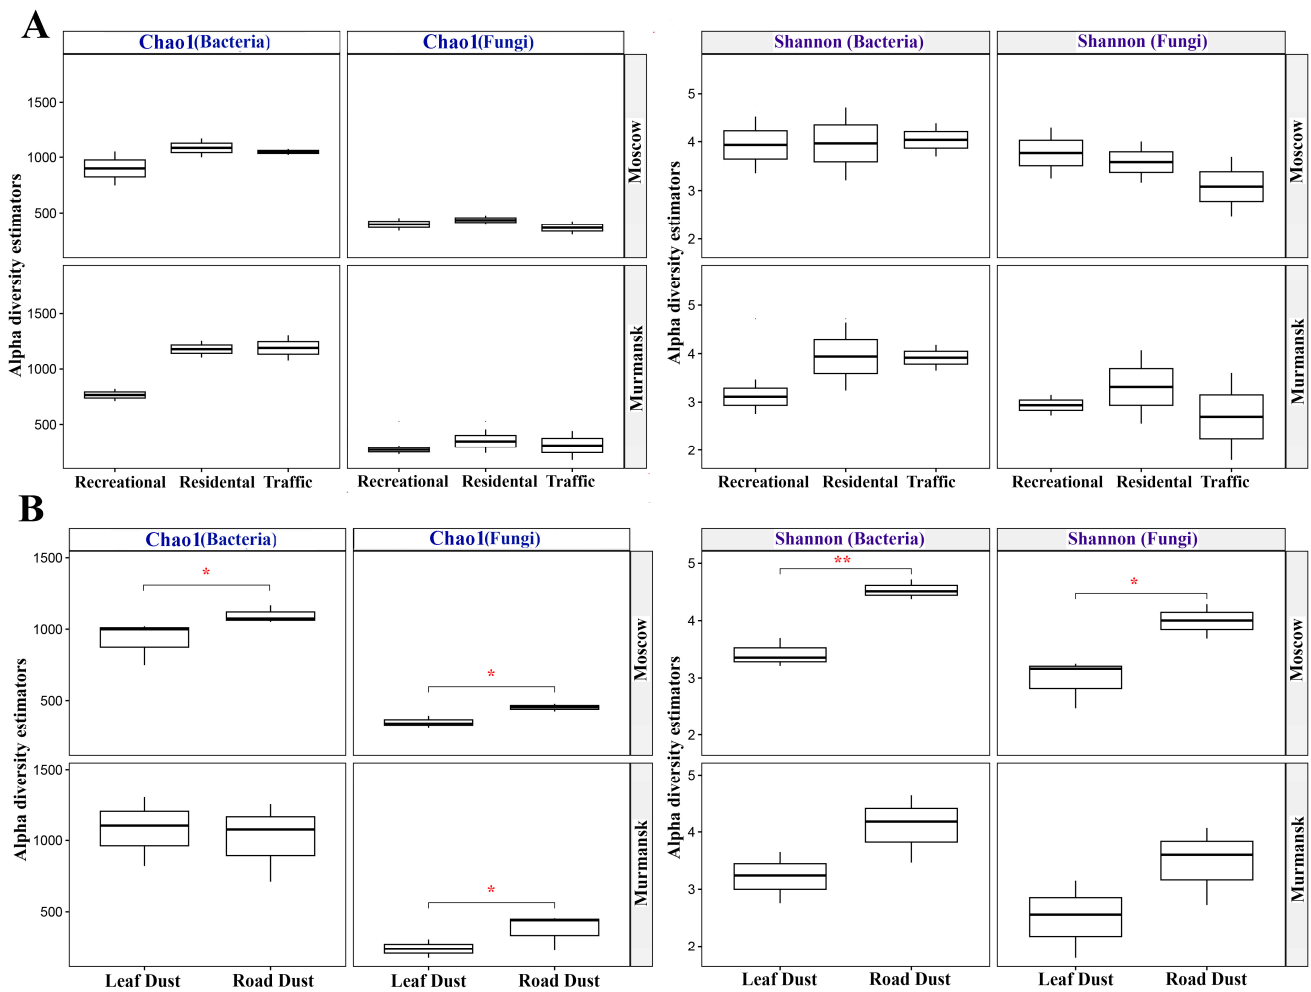 A
Chao1(Bacteria) Chao1(Fungi) Shannon (Bacteria) Shannon (Fungi)
Alpha diversity estimators
1500
1000
500
Moscow
1500
1000
500
Murmansk
Recreational Residental Traffic Recreational Residental Traffic
Alpha diversity estimators
5
4
3
2
Moscow
5
4
3
2
Murmansk
Recreational Residental Traffic Recreational Residental Traffic
B
Chao1(Bacteria) Chao1(Fungi) Shannon (Bacteria) Shannon (Fungi)
Alpha diversity estimators
1500
1000
500
*
*
Moscow
1500
1000
500
*
Murmansk
Leaf Dust Road Dust Leaf Dust Road Dust
Alpha diversity estimators
5
4
3
2
**
*
Moscow
5
4
3
2
Murmansk
Leaf Dust Road Dust Leaf Dust Road Dust